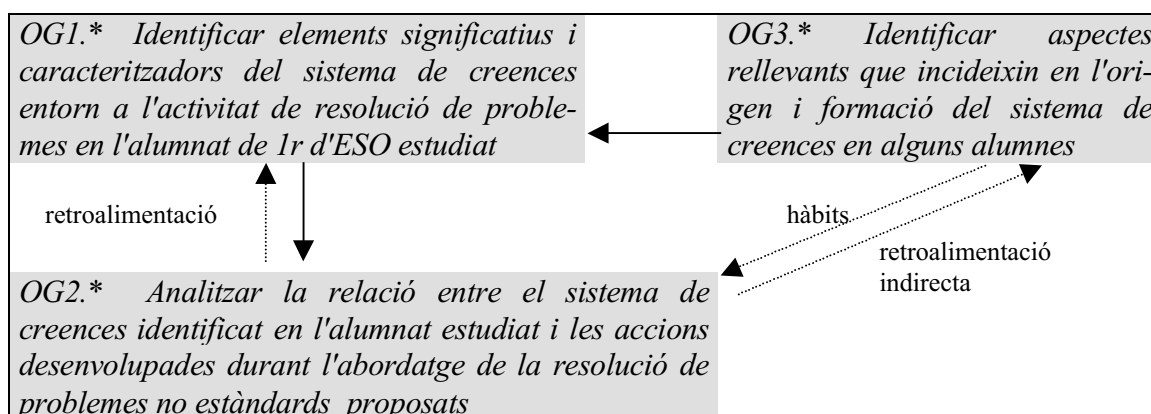 OG1.* Identificar elements significatius i
caracteritzadors del sistema de creences
entorn a l'activitat de resolució de proble-
mes en l'alumnat de 1r d'ESO estudiat
OG3.* Identificar aspectes
rellevants que incideixin en l'ori-
gen i formació del sistema de
creences en alguns alumnes
retroalimentació
hàbits
retroalimentació
indirecta
OG2.* Analitzar la relació entre el sistema de
creences identificat en l'alumnat estudiat i les accions
desenvolupades durant l'abordatge de la resolució de
problemes no estàndards proposats